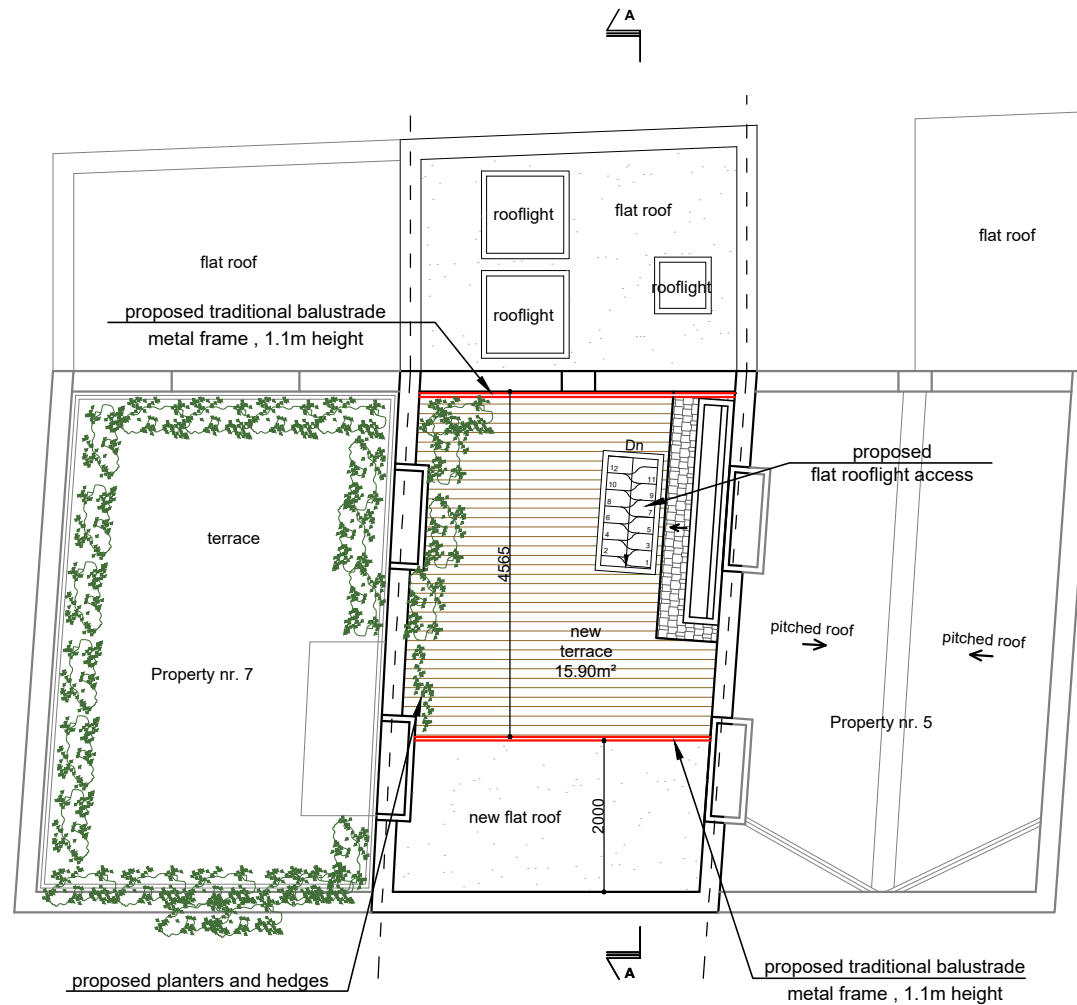 A
rooflight
flat roof
flat roof
flat roof
rooflight
proposed traditional balustrade
metal frame , 1.1m height
rooflight
Dn
proposed
flat rooflight access
12
11
10
9
8
7
6
5
4
3
2
1
terrace
4565
new
terrace
15.90m²
pitched roof
pitched roof
Property nr. 7
Property nr. 5
new flat roof
2000
A
proposed planters and hedges
proposed traditional balustrade
metal frame , 1.1m height